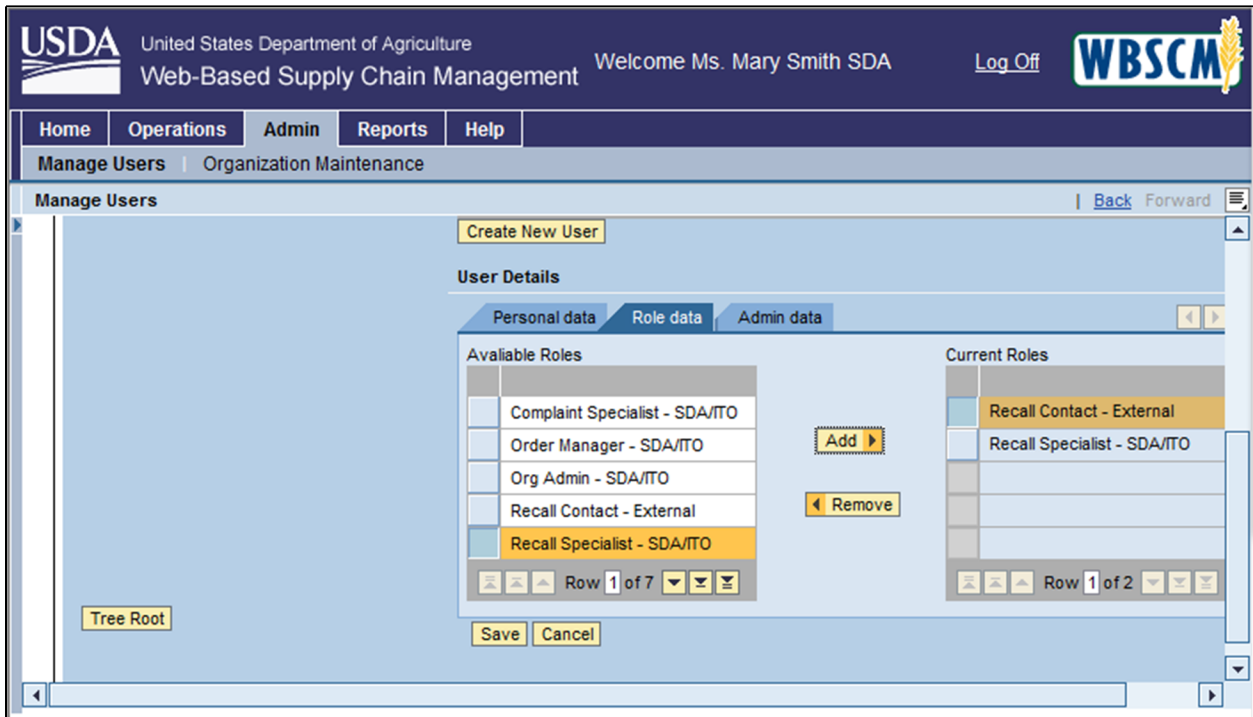 USDA
United States Department of Agriculture
Web-Based Supply Chain Management
Welcome Ms. Mary Smith SDA
Log Off
WBSCM
Home Operations Admin Reports Help
Manage Users | Organization Maintenance
Manage Users | Back Forward
Create New User
User Details
Personal data Role data Admin data
Avaliable Roles
Complaint Specialist - SDA/ITO
Order Manager - SDA/ITO
Org Admin - SDA/ITO
Recall Contact - External
Recall Specialist - SDA/ITO
Row 1 of 7
Add
Remove
Current Roles
Recall Contact - External
Recall Specialist - SDA/ITO
Row 1 of 2
Tree Root
Save Cancel